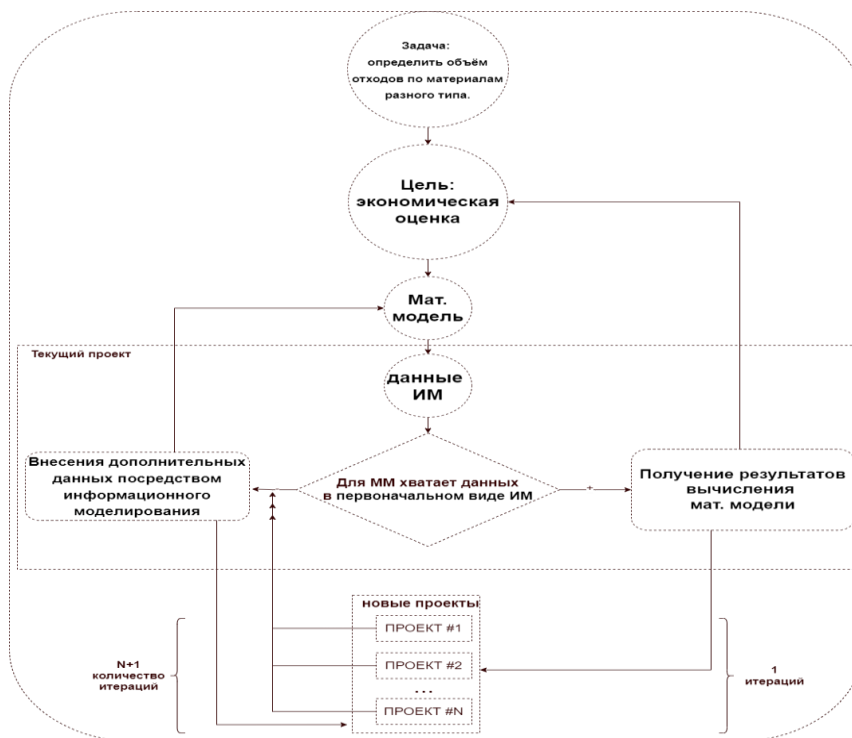 Задача:
определить объём
отходов по материалам
разного типа.
Цель:
экономическая
оценка
Мат.
модель
Текущий проект
данные
ИМ
Внесения дополнительных
данных посредством
информационного
моделирования
Для ММ хватает данных
в первоначальном виде ИМ
-
+
Получение результатов
вычисления
мат. модели
новые проекты
ПРОЕКТ #1
ПРОЕКТ #2
...
ПРОЕКТ #N
N+1
количество
итераций
1
итераций